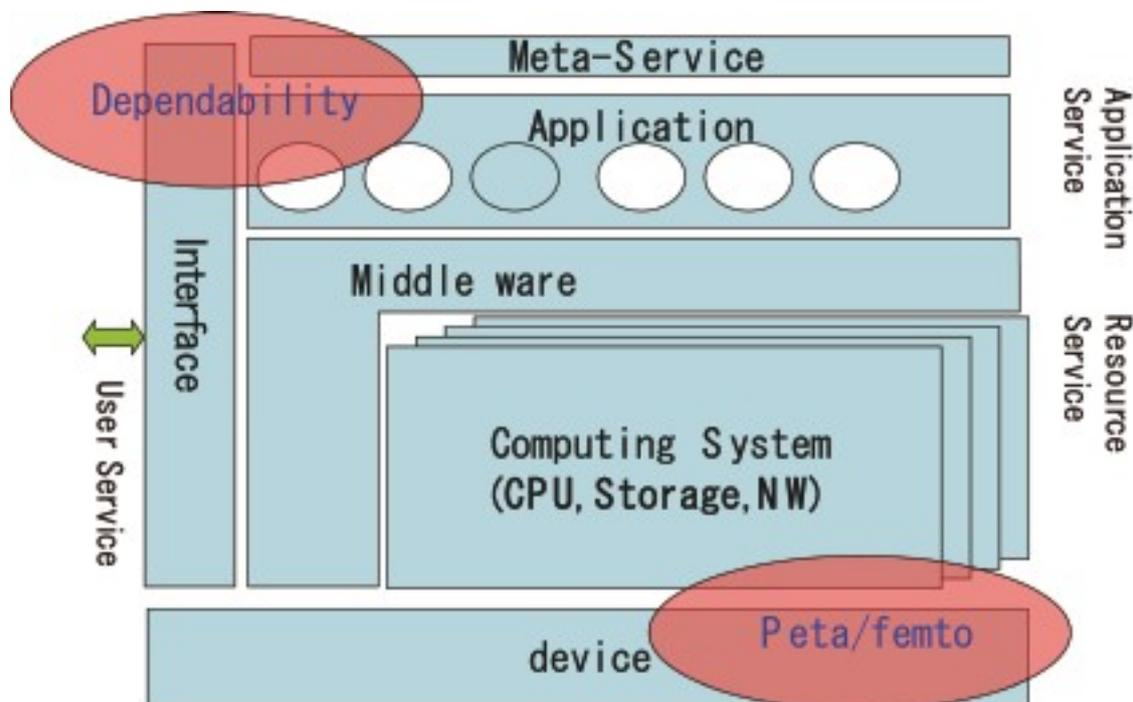 Meta-Service
Dependability
Application
Application
Service
Interface
Middle ware
User Service
Resource
Service
Computing System
(CPU,Storage,NW)
Peta/femto
device